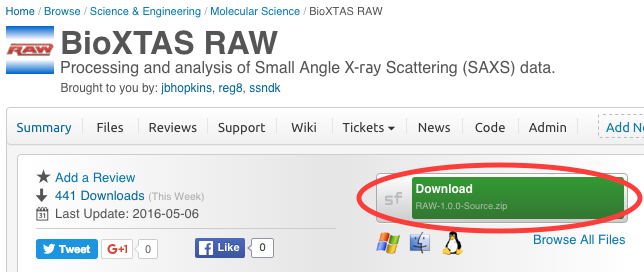 Home / Browse / Science & Engineering / Molecular Science / BioXTAS RAW
RAW
BioXTAS RAW
Processing and analysis of Small Angle X-ray Scattering (SAXS) data.
Brought to you by: jbhopkins, reg8, ssndk
Summary Files Reviews Support Wiki Tickets News Code Admin Add Ne
Add a Review
441 Downloads (This Week)
Last Update: 2016-05-06
sf Download
RAW-1.0.0-Source.zip
Tweet G+1 0 f Like 0
Browse All Files